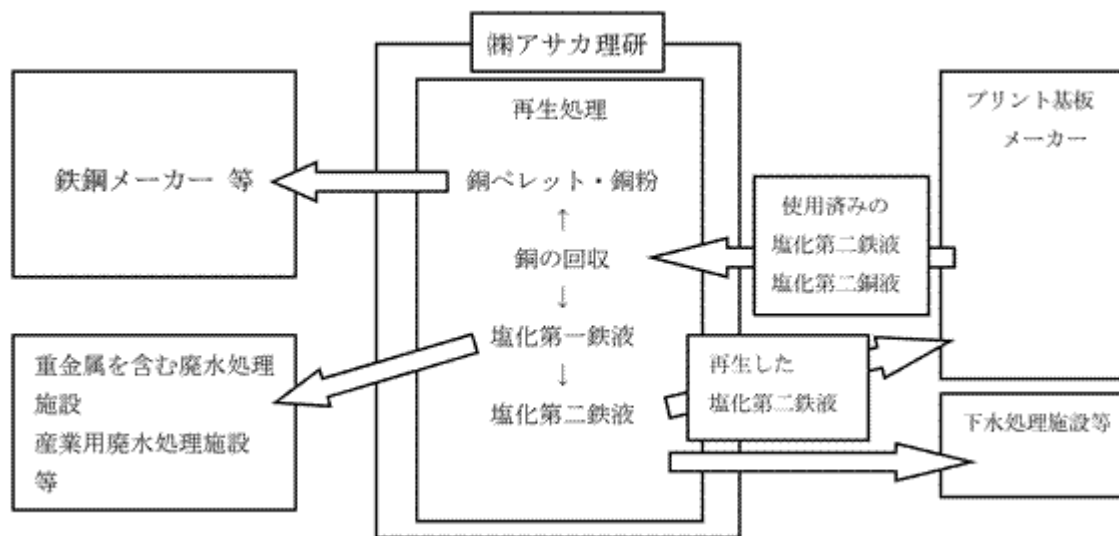 ㈱アサカ理研
再生処理
銅ペレット・銅粉
↑
銅の回収
↓
塩化第一鉄液
↓
塩化第二鉄液
鉄鋼メーカー 等
重金属を含む廃水処理
施設
産業用廃水処理施設
等
プリント基板
メーカー
使用済みの
塩化第二鉄液
塩化第二銅液
再生した
塩化第二鉄液
下水処理施設等